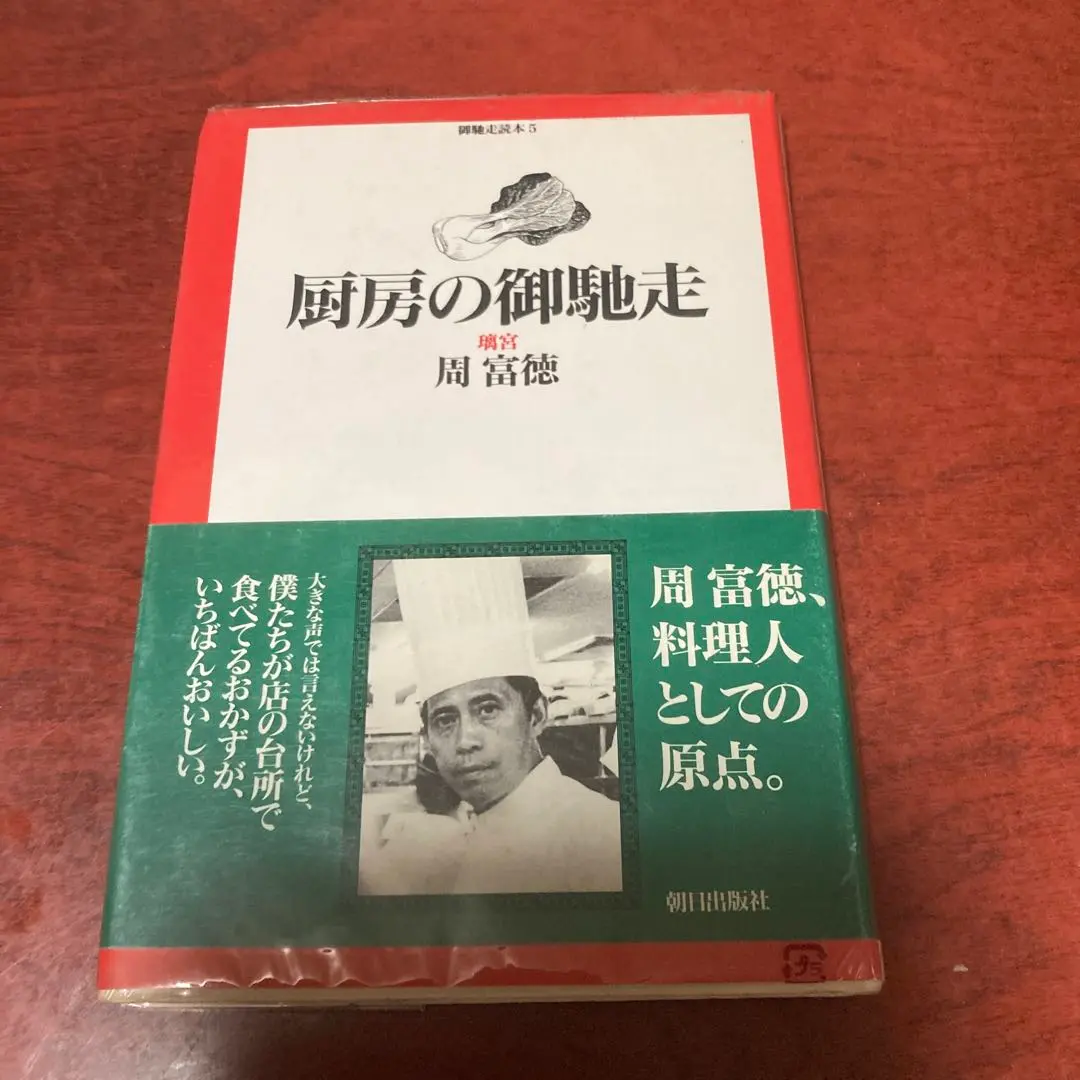 御馳走読本5
厨房の御馳走
璃宮
周 富徳
大きな声では言えないけれど、
僕たちが店の台所で
食べてるおかずが、
いちばんおいしい。
周 富徳、
料理人
としての
原点。
朝日出版社
プラ